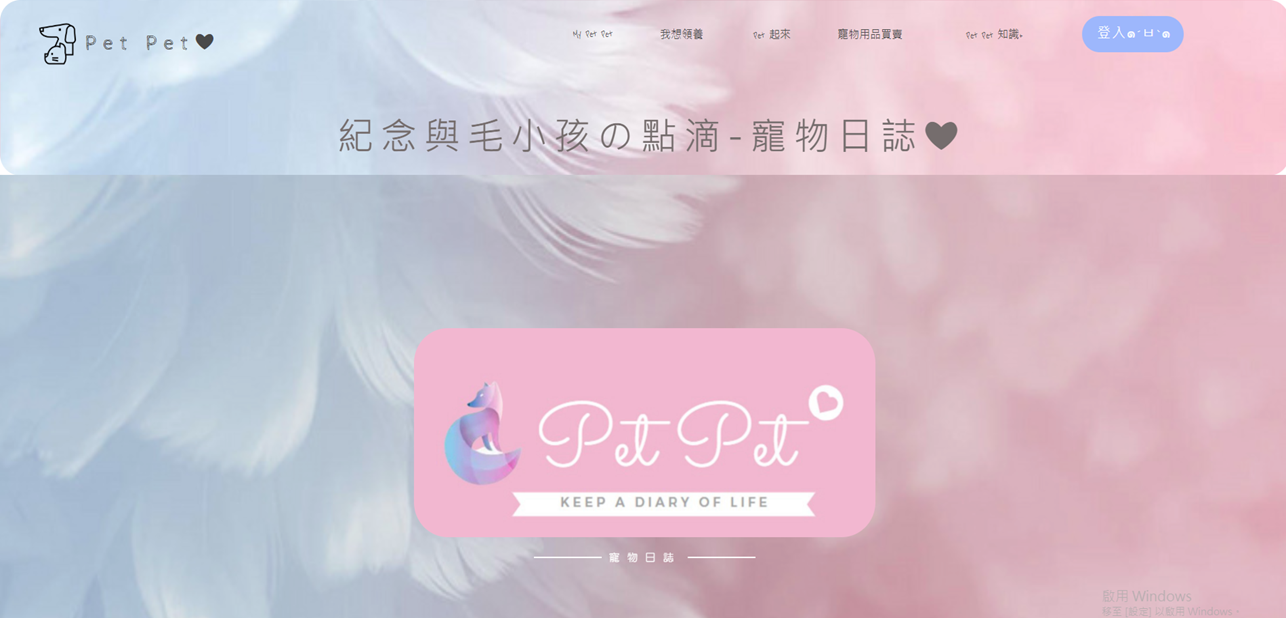 Pet Pet♥
My Pet Pet 我想領養 Pet 起來 寵物用品買賣 Pet Pet 知識+ 登入๑˙ㅂ˙๑
紀念與毛小孩の點滴-寵物日誌♥
Pet Pet
KEEP A DIARY OF LIFE
寵物日誌
啟用 Windows
移至 [設定] 以啟用 Windows。